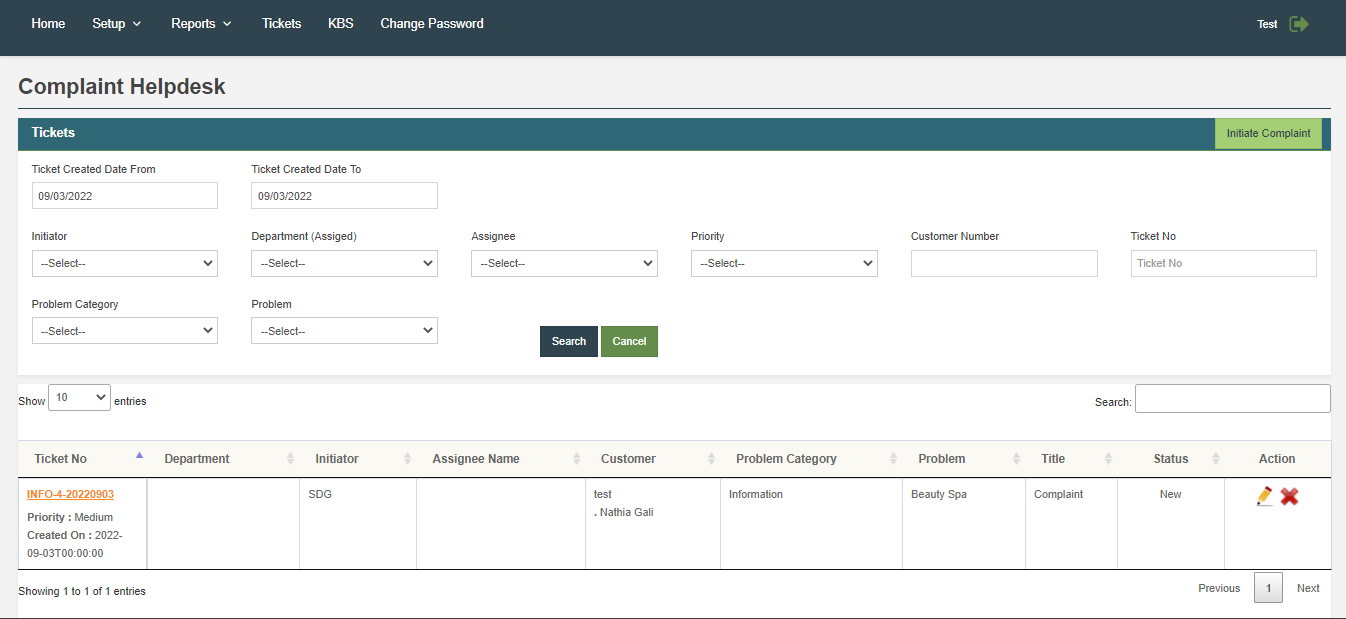 Home Setup Reports Tickets KBS Change Password Test
Complaint Helpdesk
Tickets Initiate Complaint
Ticket Created Date From Ticket Created Date To
09/03/2022 09/03/2022
Initiator Department (Assiged) Assignee Priority Customer Number Ticket No
--Select-- --Select-- --Select-- --Select-- Ticket No
Problem Category Problem
--Select-- --Select-- Search Cancel
Show 10 entries Search:
Ticket No Department Initiator Assignee Name Customer Problem Category Problem Title Status Action
INFO-4-20220903 SDG test Information Beauty Spa Complaint New
. Nathia Gali
Priority : Medium
Created On : 2022-
09-03T00:00:00
Showing 1 to 1 of 1 entries Previous 1 Next